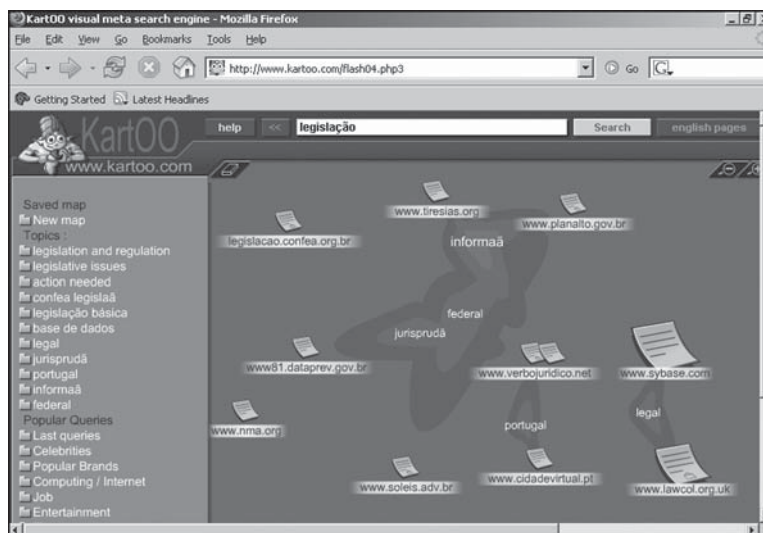 KartOO visual meta search engine - Mozilla Firefox
File Edit View Go Bookmarks Tools Help
http://www.kartoo.com/flash04.php3 Go G
Getting Started Latest Headlines
KartOO
www.kartoo.com
help << legislação Search english pages
Saved map
New map
Topics :
legislation and regulation
legislative issues
action needed
confea legislaã
legislação básica
base de dados
legal
jurisprudã
portugal
informaã
federal
Popular Queries
Last queries
Celebrities
Popular Brands
Computing / Internet
Job
Entertainment
www.tiresias.org
www.planalto.gov.br
legislacao.confea.org.br
informaã
federal
jurisprudã
www81.dataprev.gov.br
www.verbojuridico.net
www.sybase.com
www.nma.org
portugal
legal
www.soleis.adv.br
www.cidadevirtual.pt
www.lawcol.org.uk